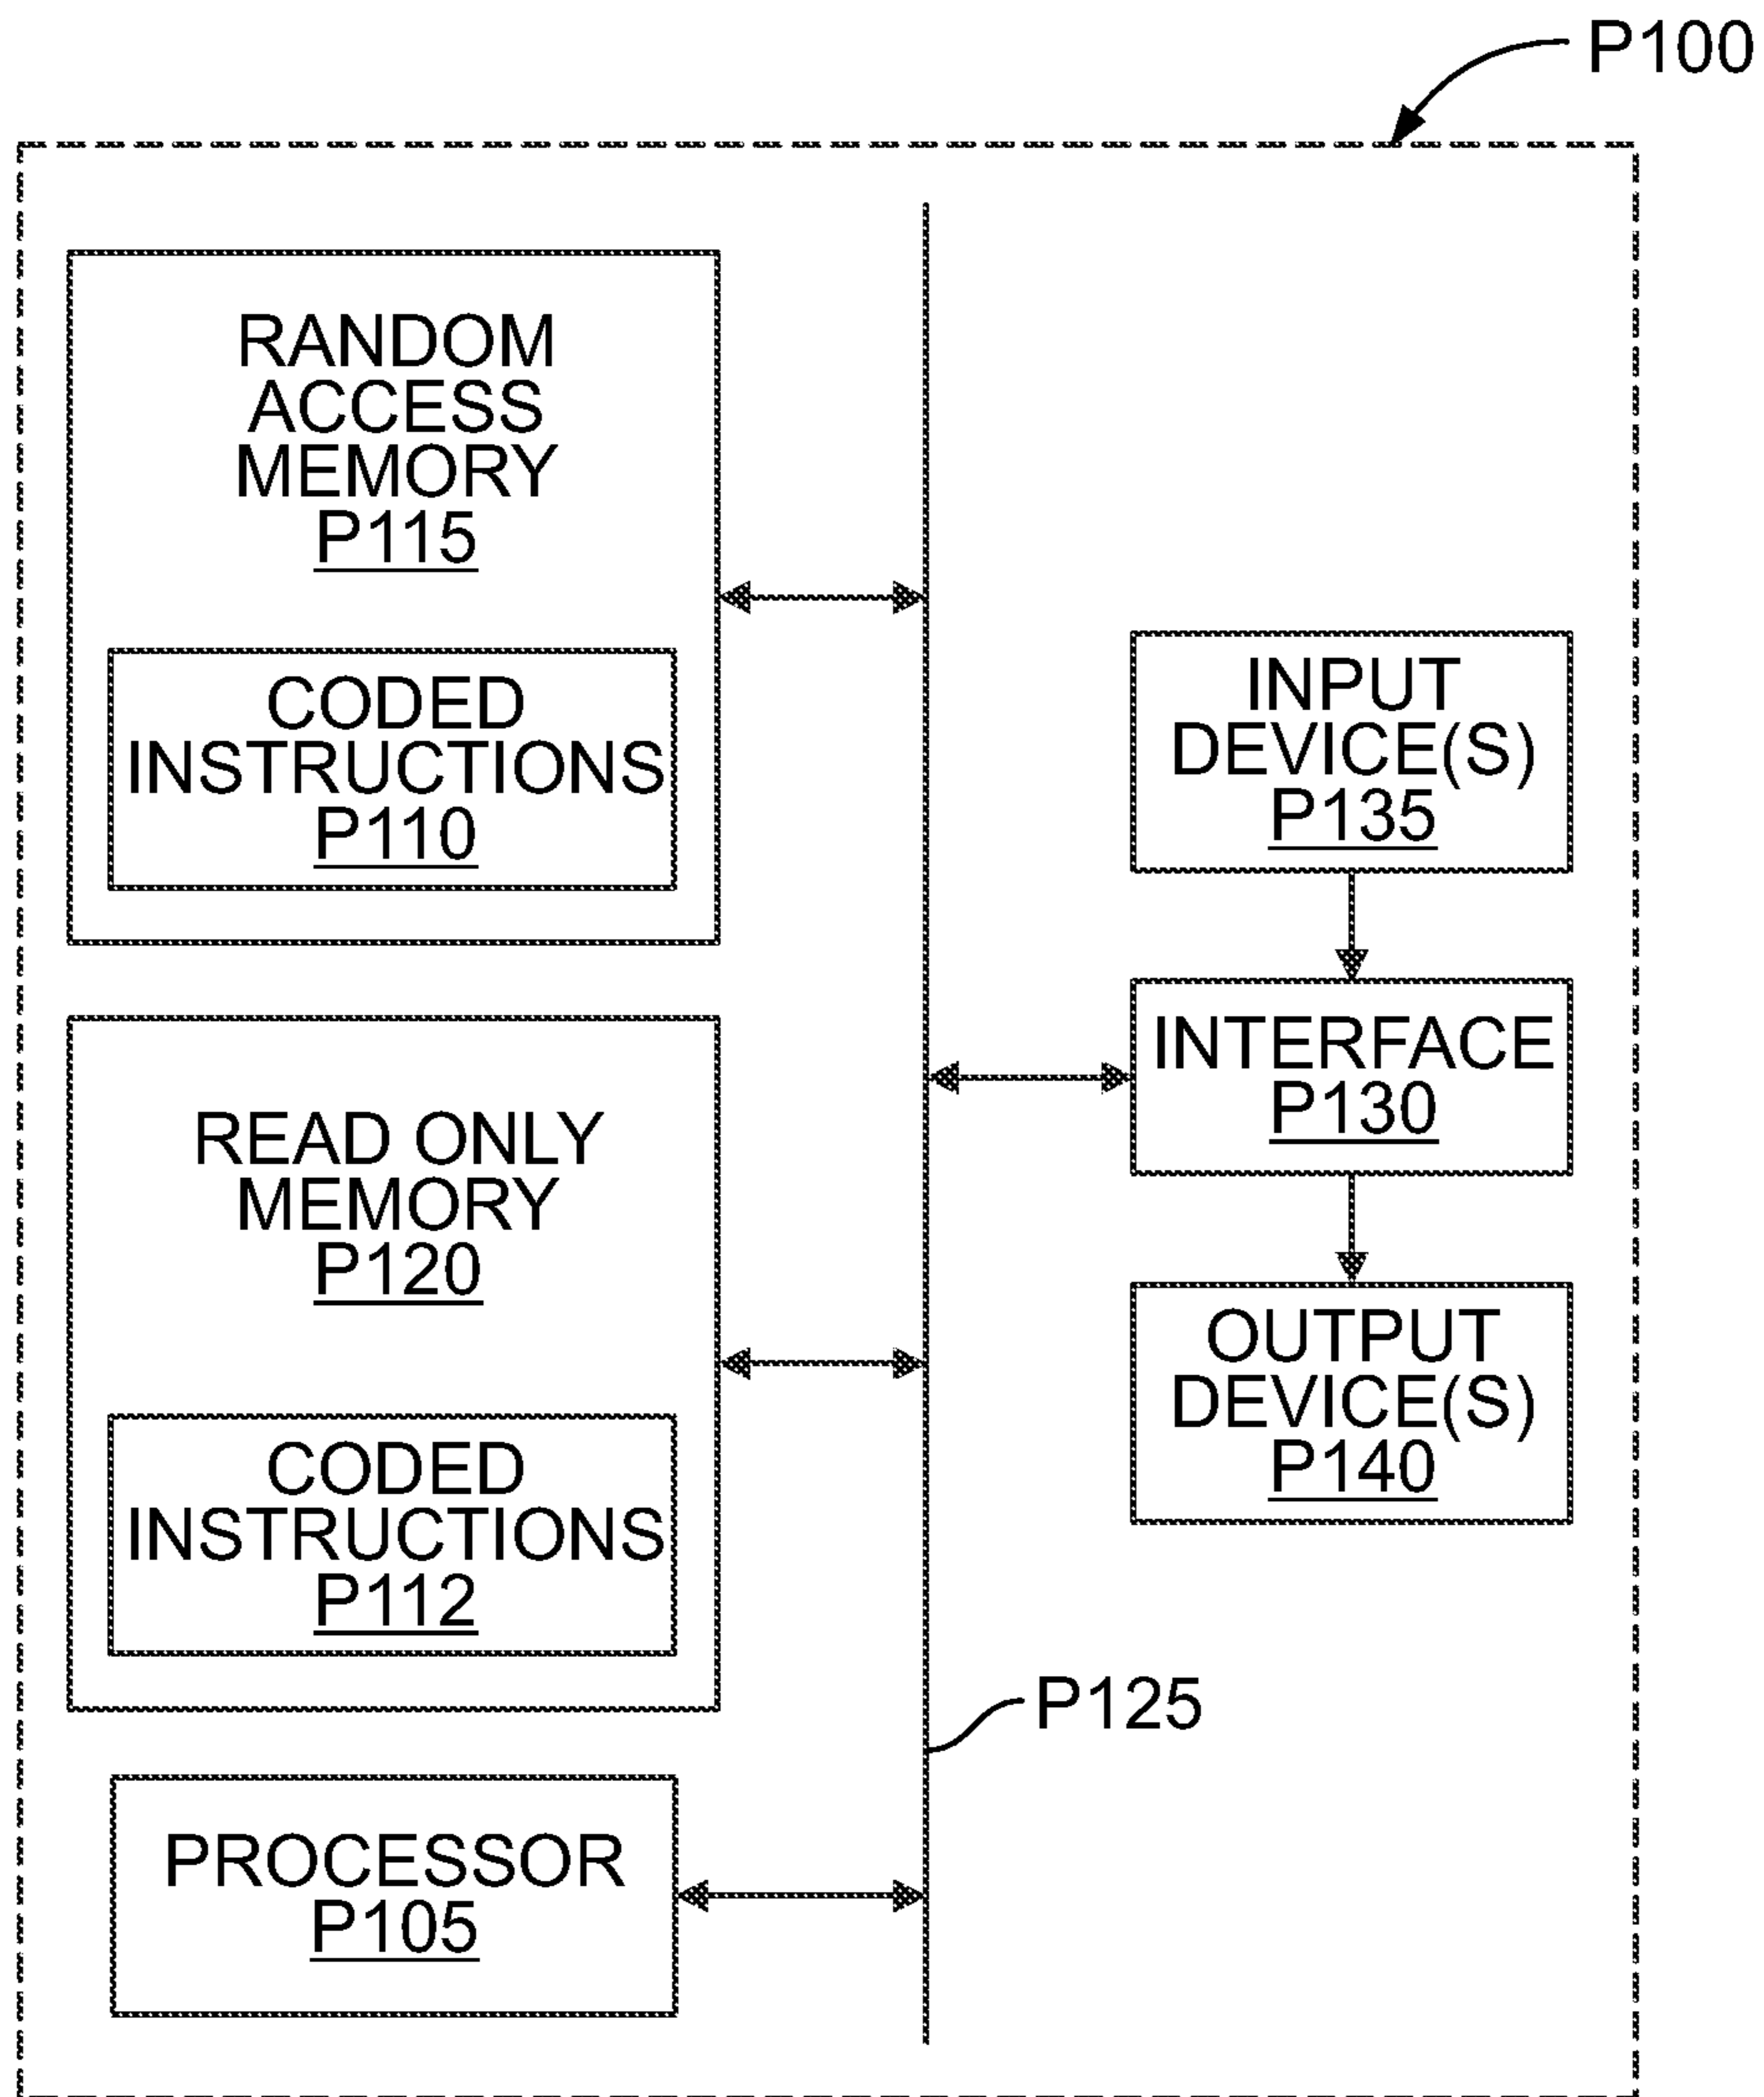 P100
RANDOM
ACCESS
MEMORY
P115
CODED
INSTRUCTIONS
P110
READ ONLY
MEMORY
P120
CODED
INSTRUCTIONS
P112
PROCESSOR
P105
P125
INPUT
DEVICE(S)
P135
INTERFACE
P130
OUTPUT
DEVICE(S)
P140